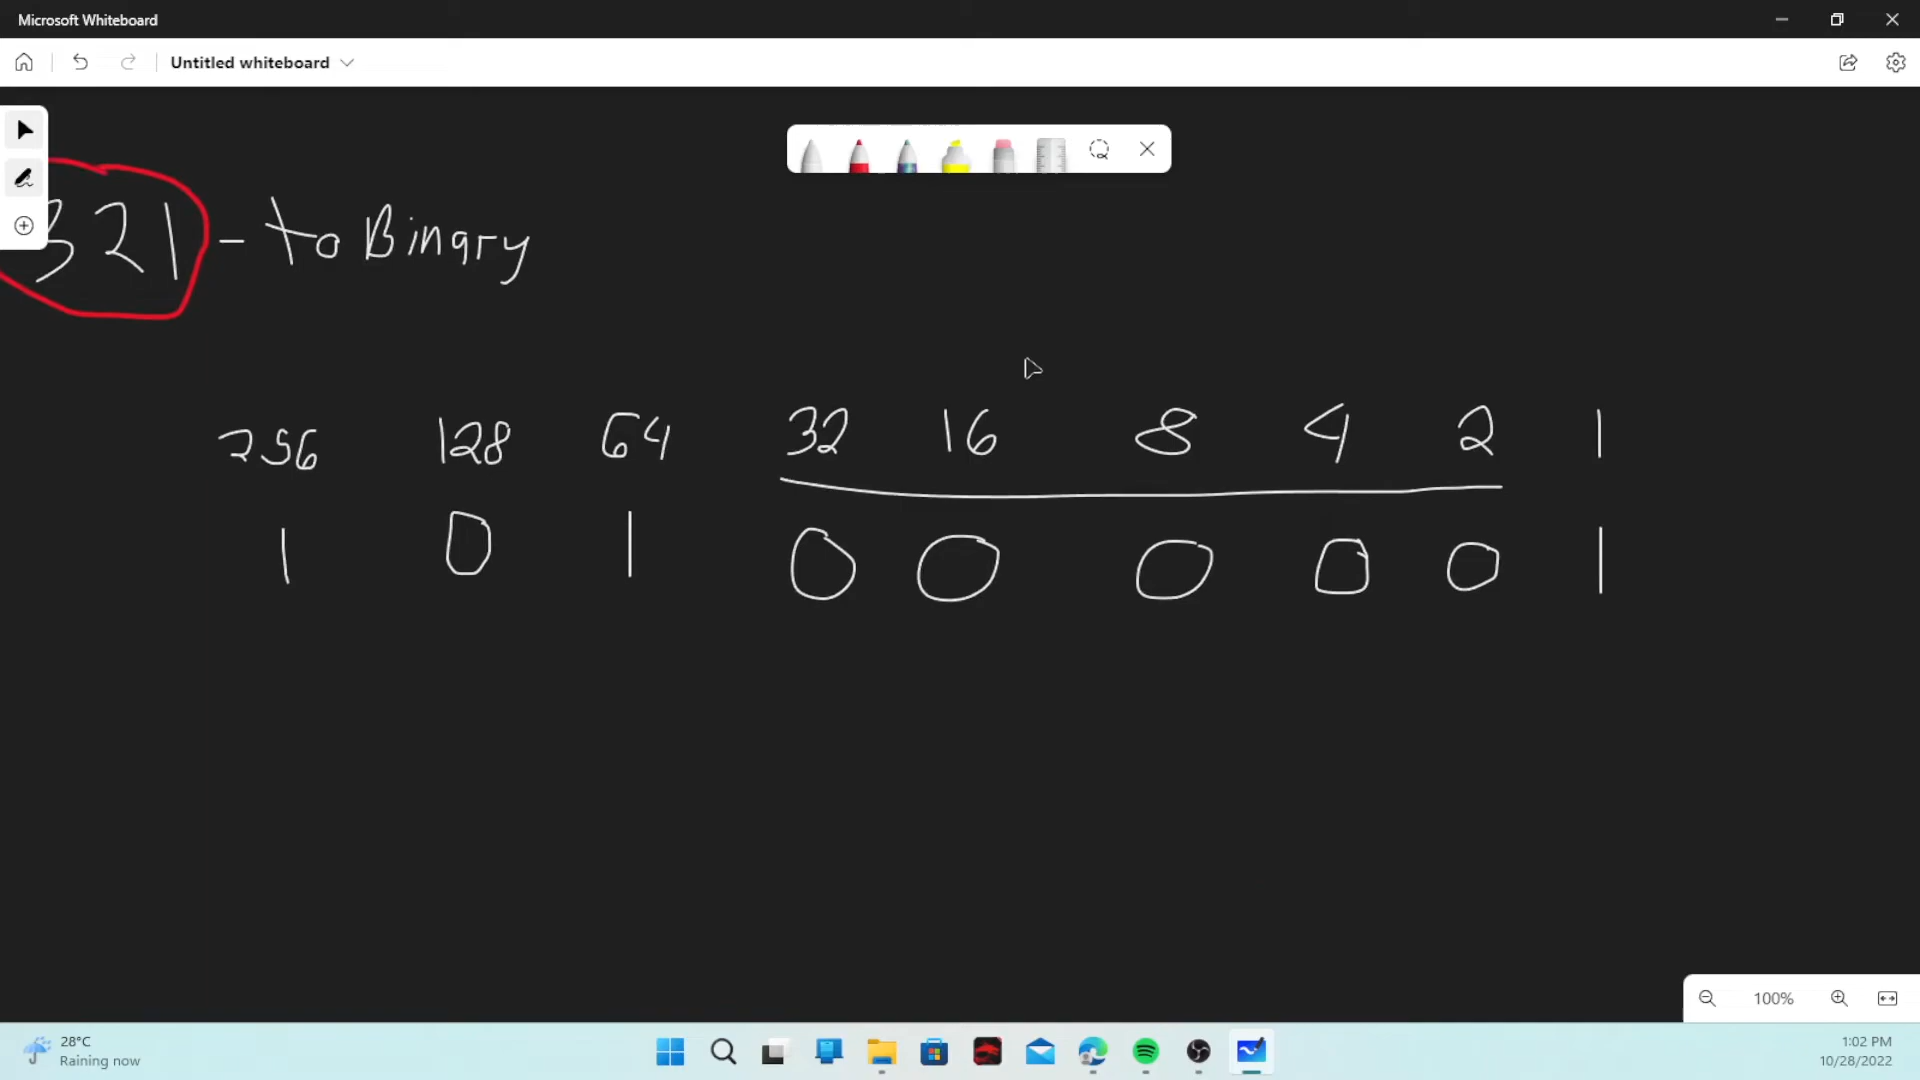 Microsoft Whiteboard
Untitled whiteboard
321 - to Binary
256 128 64 32 16 8 4 2 1
1 0 1 0 0 0 0 0 1
100%
28°C
Raining now
1:02 PM
10/28/2022